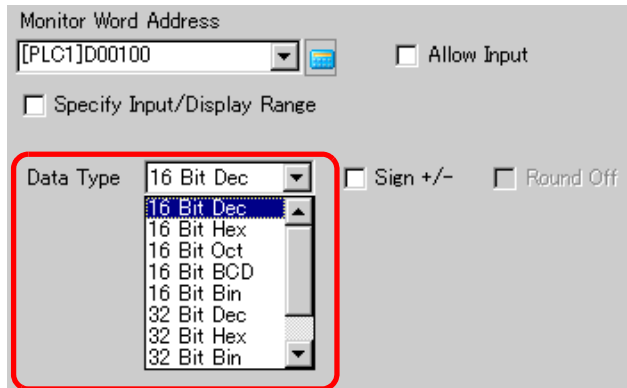 Monitor Word Address
[PLC1]D00100
Allow Input
Specify Input/Display Range
Data Type 16 Bit Dec Sign +/- Round Off
16 Bit Dec
16 Bit Hex
16 Bit Oct
16 Bit BCD
16 Bit Bin
32 Bit Dec
32 Bit Hex
32 Bit Bin